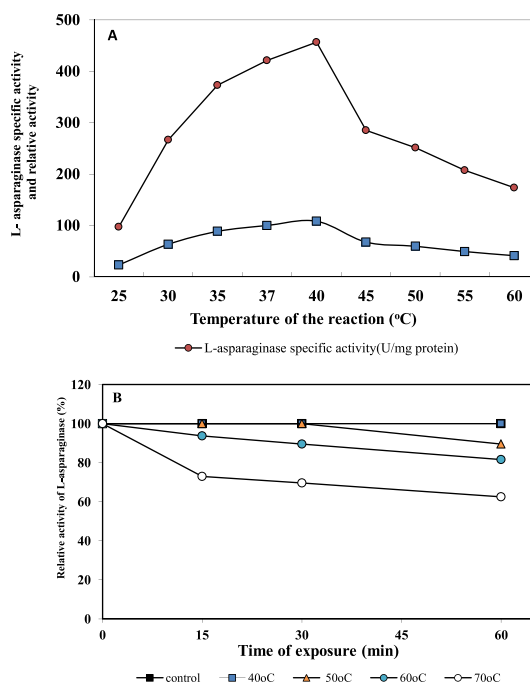 A
L- asparaginase specific activity
and relative activity
500
400
300
200
100
0
25 30 35 37 40 45 50 55 60
Temperature of the reaction (°C)
L-asparaginase specific activity(U/mg protein)
B
Relative activity of L-asparaginase (%)
120
100
80
60
40
20
0
0 15 30 45 60
Time of exposure (min)
control 40oC 50oC 60oC 70oC